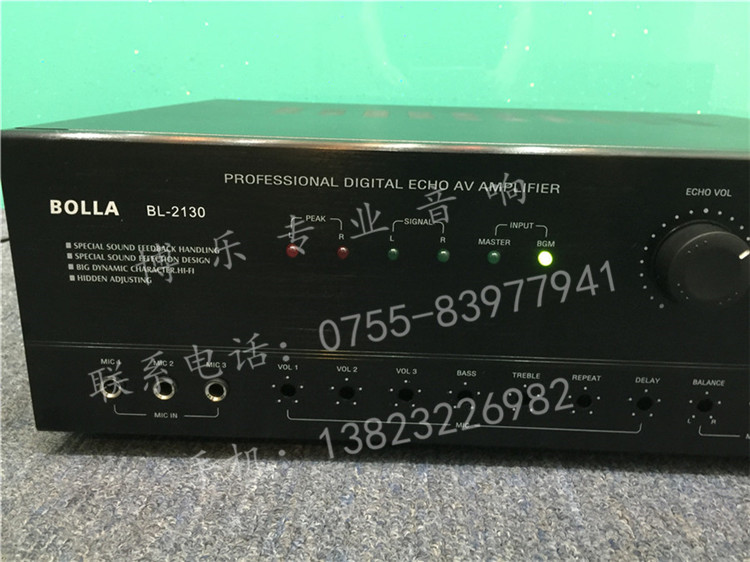 PROFESSIONAL DIGITAL ECHO AV AMPLIFIER
ECHO VOL
BOLLA BL-2130
PEAK SIGNAL INPUT
L R L R MASTER BGM
SPECIAL SOUND FEEDBACK HANDLING
SPECIAL SOUND EFFECTION DESIGN
BIG DYNAMIC CHARACTER.HI-FI
HIDDEN ADJUSTING
乐专业音响
联系电话：0755-83977941
手机：13823226982
MIC 1 MIC 2 MIC 3 VOL 1 VOL 2 VOL 3 BASS TREBLE REPEAT DELAY BALANCE
L R
MIC IN MIC